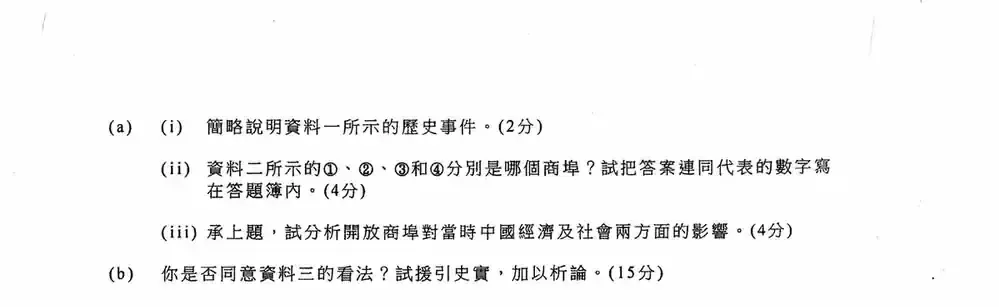 (a) (i) 簡略說明資料一所示的歷史事件。(2分)
(ii) 資料二所示的①、②、③和④分別是哪個商埠？試把答案連同代表的數字寫
在答題簿內。(4分)
(iii) 承上題，試分析開放商埠對當時中國經濟及社會兩方面的影響。(4分)
(b) 你是否同意資料三的看法？試援引史實，加以析論。(15分)